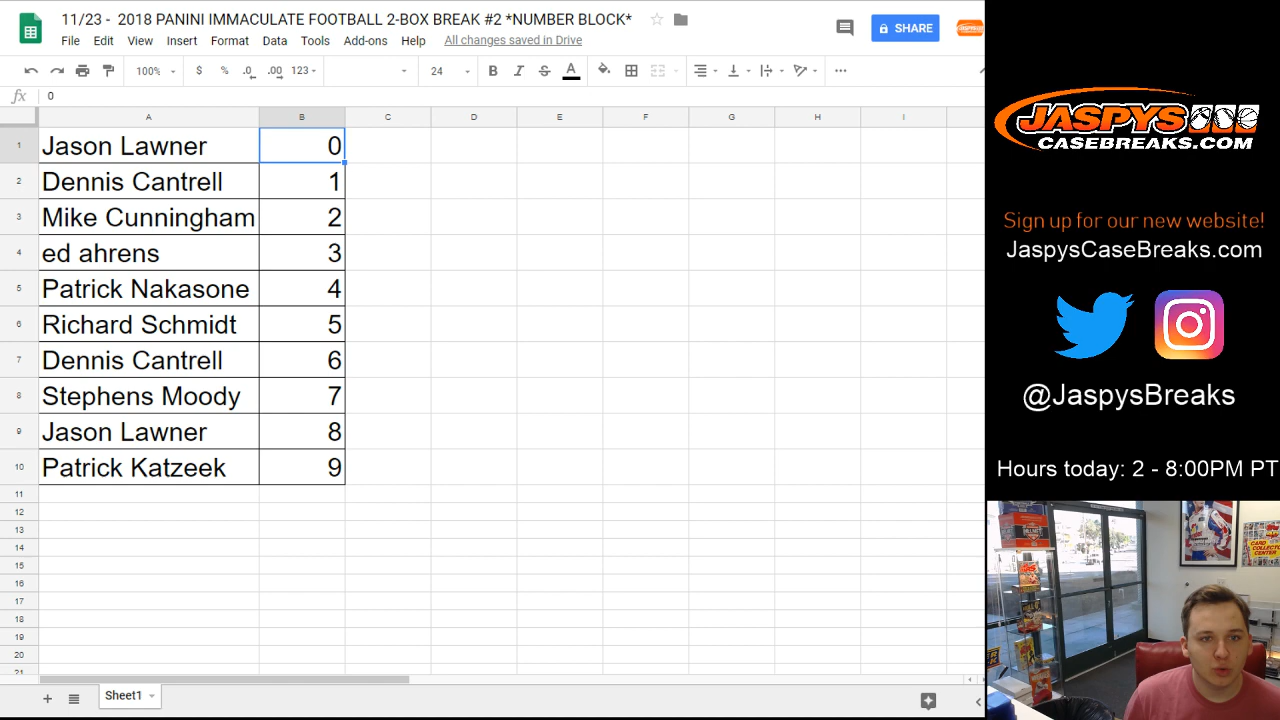 11/23 -  2018 PANINI IMMACULATE FOOTBALL 2-BOX BREAK #2 *NUMBER BLOCK*
SHARE
File Edit View Insert Format Data Tools Add-ons Help All changes saved in Drive
100% $ % .0 .00 123 24 B I S A
fx 0
A B C D E F G H I
1 Jason Lawner 0
2 Dennis Cantrell 1
3 Mike Cunningham 2
4 ed ahrens 3
5 Patrick Nakasone 4
6 Richard Schmidt 5
7 Dennis Cantrell 6
8 Stephens Moody 7
9 Jason Lawner 8
10 Patrick Katzeek 9
11
12
13
14
15
16
17
18
19
20
21
Sheet1
JASPYS
CASEBREAKS.COM
Sign up for our new website!
JaspysCaseBreaks.com
@JaspysBreaks
Hours today: 2 - 8:00PM PT